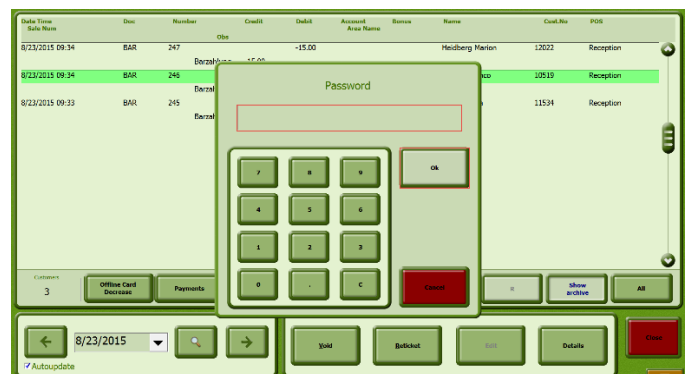 Date Time Doc Number Credit Debit Account Bonus Name Cust.No POS
Sale Num Obs Area Name
8/23/2015 09:34 BAR 247 -15.00 Heidberg Marion 12022 Reception
8/23/2015 09:34 BAR 246 10519 Reception
8/23/2015 09:33 BAR 245 11534 Reception
Password
7 8 9 Ok
4 5 6
1 2 3
0 . C Cancel
Customers
3
Offline Card
Decrease
Payments
Show
archive
All
8/23/2015
Autoupdate
Void Reticket Edit Details Close